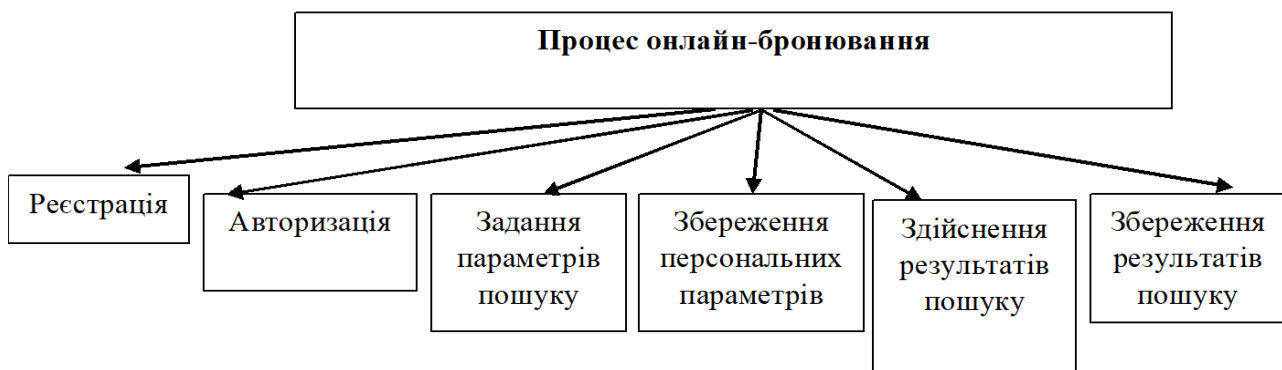 Процес онлайн-бронювання
Реєстрація
Авторизація
Задання
параметрів
пошуку
Збереження
персональних
параметрів
Здійснення
результатів
пошуку
Збереження
результатів
пошуку